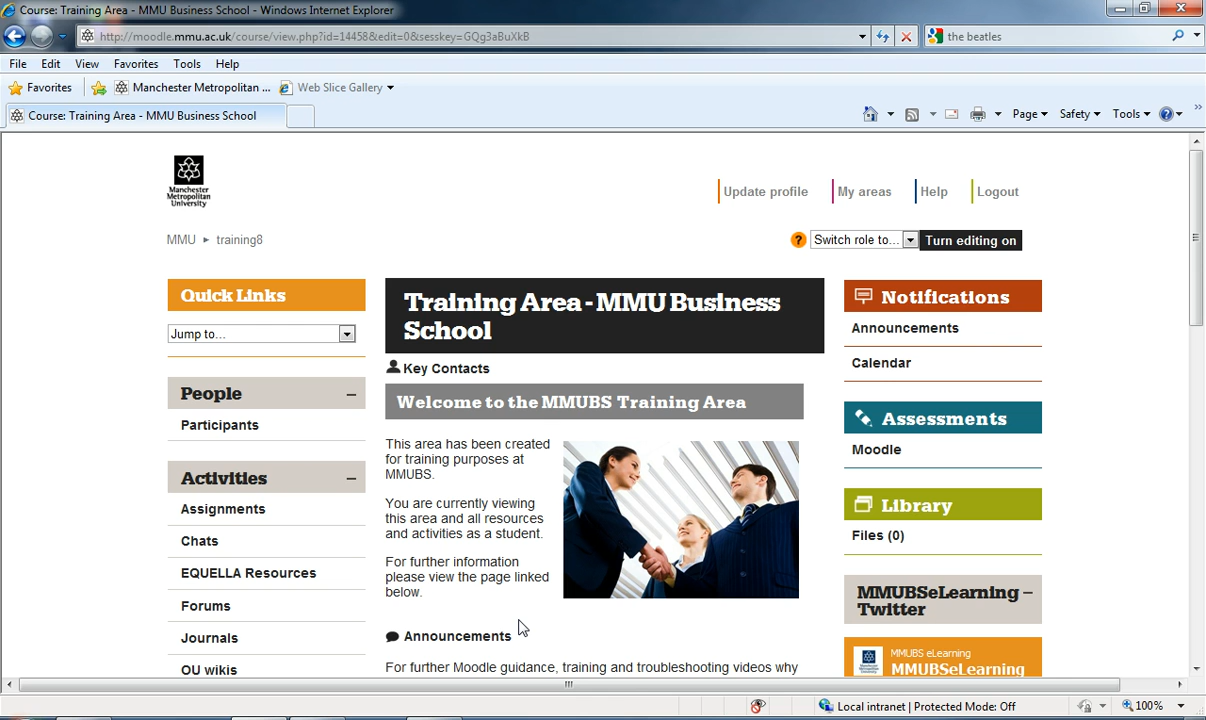 Course: Training Area - MMU Business School - Windows Internet Explorer
http://moodle.mmu.ac.uk/course/view.php?id=14458&edit=0&sesskey=GQg3aBuXkB
the beatles
File Edit View Favorites Tools Help
Favorites Manchester Metropolitan ... Web Slice Gallery
Course: Training Area - MMU Business School
Page Safety Tools
Manchester
Metropolitan
University
Update profile My areas Help Logout
MMU ► training8
Switch role to... Turn editing on
Quick Links
Jump to...
People
Participants
Activities
Assignments
Chats
EQUELLA Resources
Forums
Journals
OU wikis
Training Area - MMU Business
School
Key Contacts
Welcome to the MMUBS Training Area
This area has been created
for training purposes at
MMUBS.
You are currently viewing
this area and all resources
and activities as a student.
For further information
please view the page linked
below.
Announcements
For further Moodle guidance, training and troubleshooting videos why
Notifications
Announcements
Calendar
Assessments
Moodle
Library
Files (0)
MMUBSeLearning –
Twitter
MMUBS eLearning
MMUBSeLearning
Local intranet | Protected Mode: Off
100%